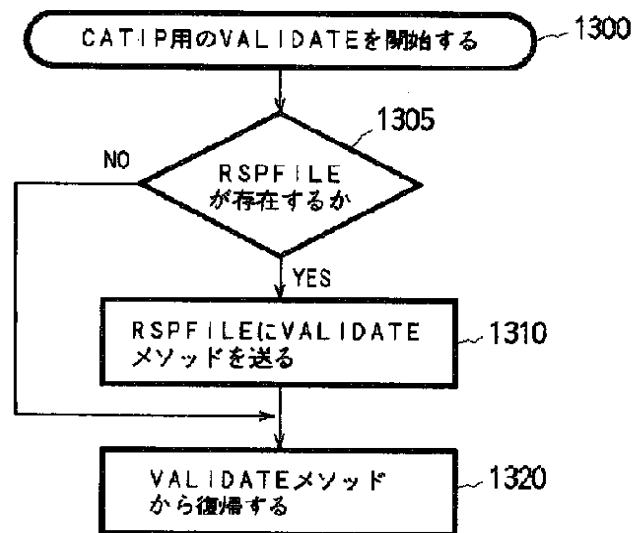 CATIP用のVALIDATEを開始する
1300
1305
NO
RSPFILE
が存在するか
YES
RSPFILEにVALIDATE
メソッドを送る
1310
VALIDATEメソッド
から復帰する
1320